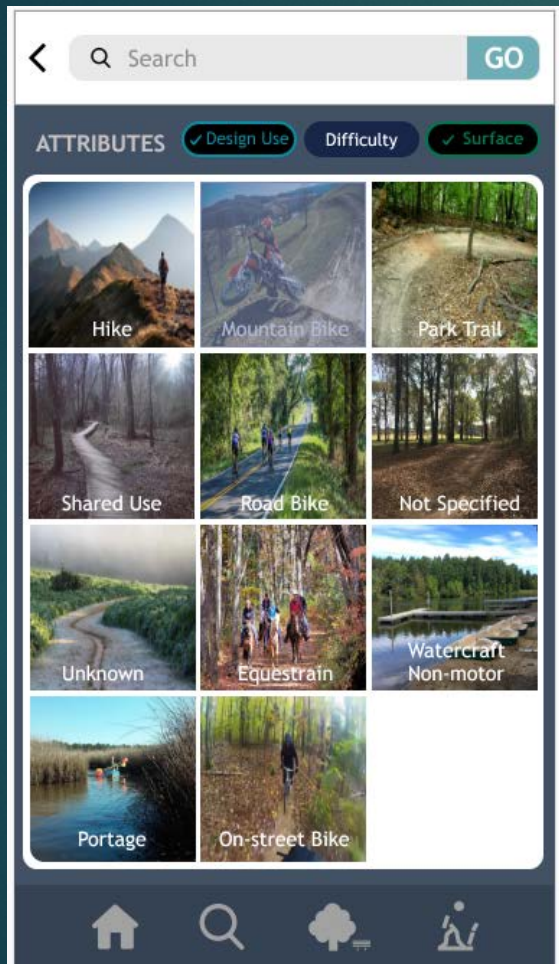 Search
GO
ATTRIBUTES
✓ Design Use
Difficulty
✓ Surface
Hike
Mountain Bike
Park Trail
Shared Use
Road Bike
Not Specified
Unknown
Equestrain
Watercraft
Non-motor
Portage
On-street Bike